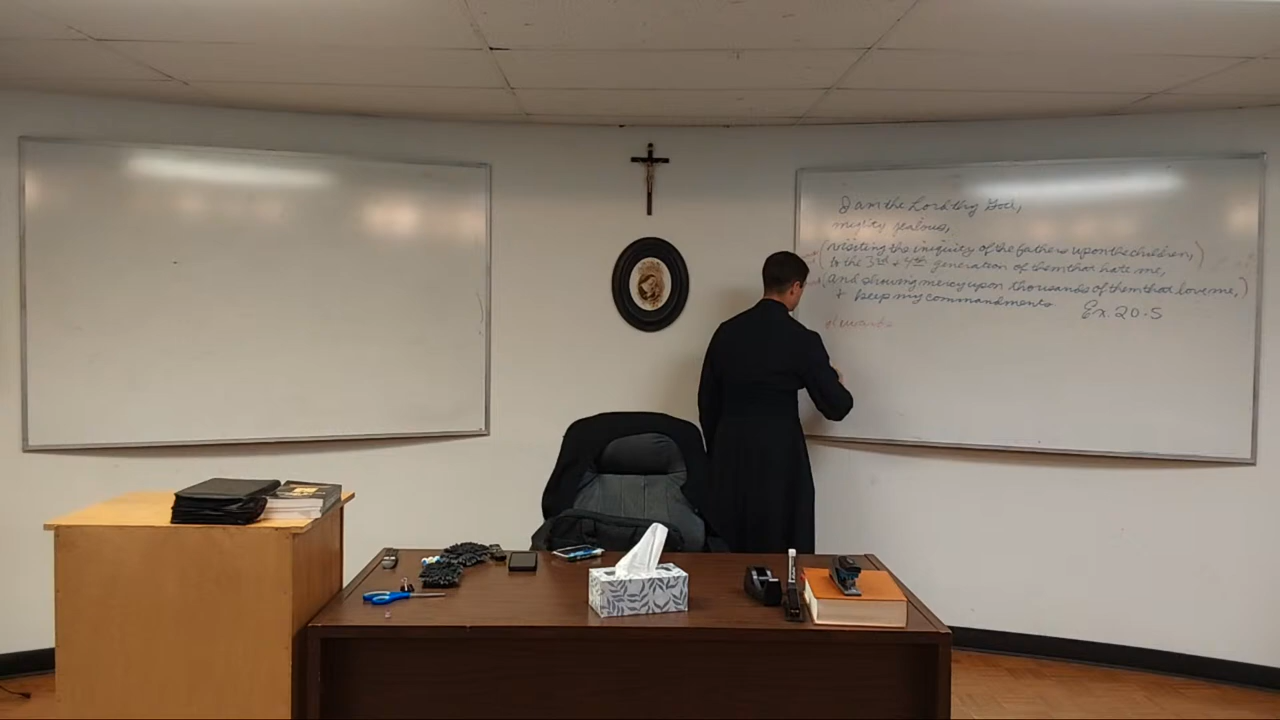 I am the Lord thy God,
mighty jealous,
(visiting the iniquity of the fathers upon the children,)
to the 3rd & 4th generation of them that hate me,
(and showing mercy upon thousands of them that love me,)
& keep my commandments Ex. 20-5